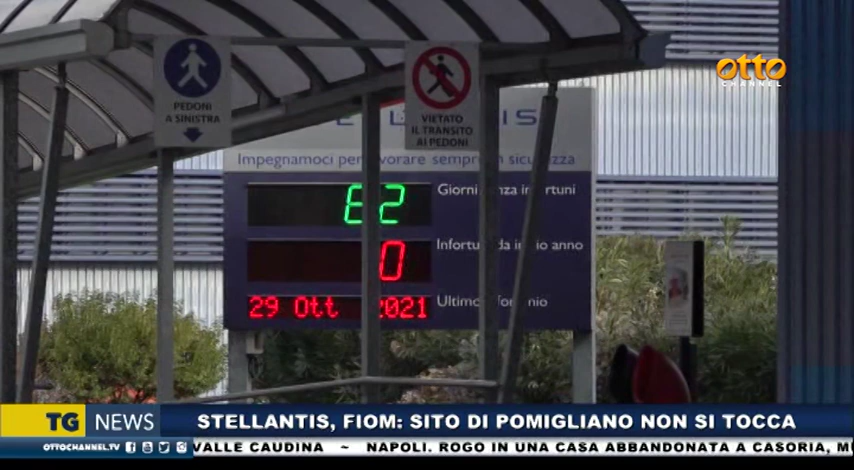 otto
CHANNEL
PEDONI
A SINISTRA
VIETATO
IL TRANSITO
AI PEDONI
Impegnamoci per lavorare sempre in sicurezza
Giorni senza infortuni
0
Infortuni da inizio anno
29 Ott 2021
Ultimo infortunio
TG NEWS
STELLANTIS, FIOM: SITO DI POMIGLIANO NON SI TOCCA
OTTOCHANNEL.TV
VALLE CAUDINA ~ NAPOLI. ROGO IN UNA CASA ABBANDONATA A CASORIA,